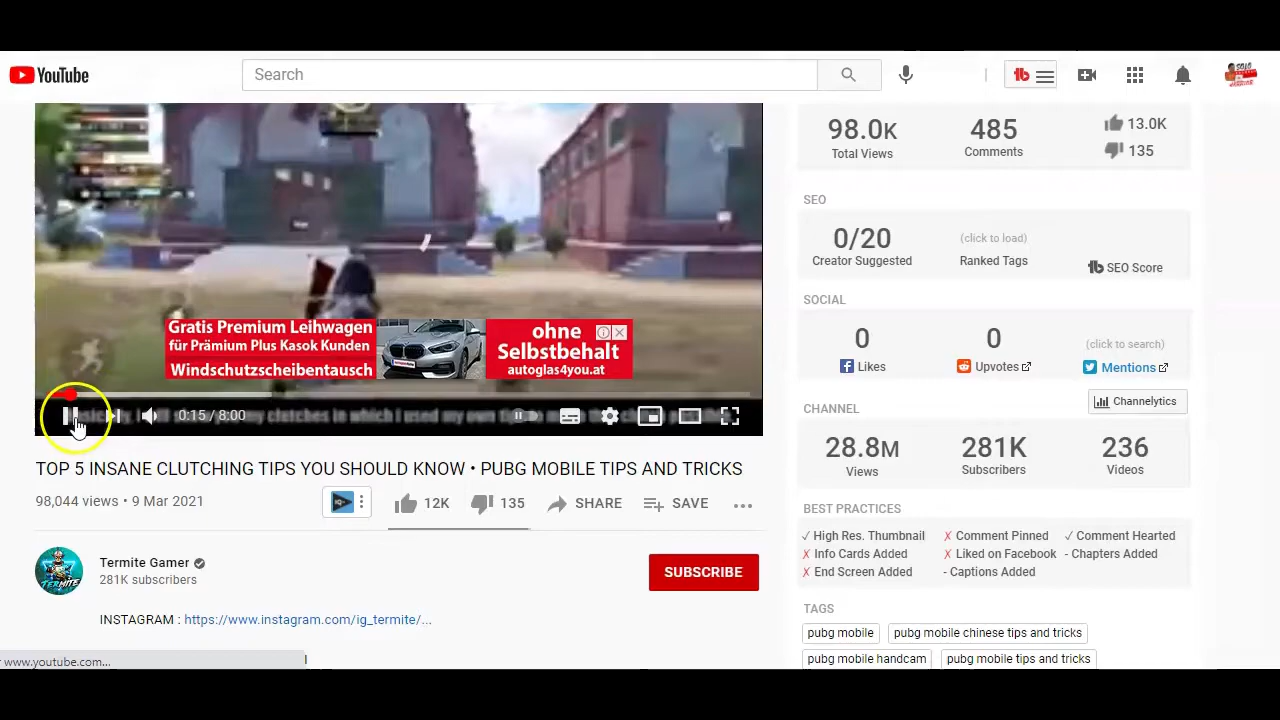 YouTube
Search
98.0K
Total Views
485
Comments
13.0K
135
SEO
0/20
Creator Suggested
(click to load)
Ranked Tags
SEO Score
SOCIAL
0
Likes
0
Upvotes
(click to search)
Mentions
CHANNEL
Channelytics
28.8M
Views
281K
Subscribers
236
Videos
BEST PRACTICES
✓ High Res. Thumbnail
✗ Comment Pinned
✓ Comment Hearted
✗ Info Cards Added
✗ Liked on Facebook
- Chapters Added
✗ End Screen Added
- Captions Added
TAGS
pubg mobile
pubg mobile chinese tips and tricks
pubg mobile handcam
pubg mobile tips and tricks
Gratis Premium Leihwagen
für Prämium Plus Kasok Kunden
Windschutzscheibentausch
ohne
Selbstbehalt
autoglas4you.at
0:15 / 8:00
TOP 5 INSANE CLUTCHING TIPS YOU SHOULD KNOW • PUBG MOBILE TIPS AND TRICKS
98,044 views • 9 Mar 2021
12K
135
SHARE
SAVE
Termite Gamer
281K subscribers
SUBSCRIBE
INSTAGRAM : https://www.instagram.com/ig_termite/...
www.youtube.com...